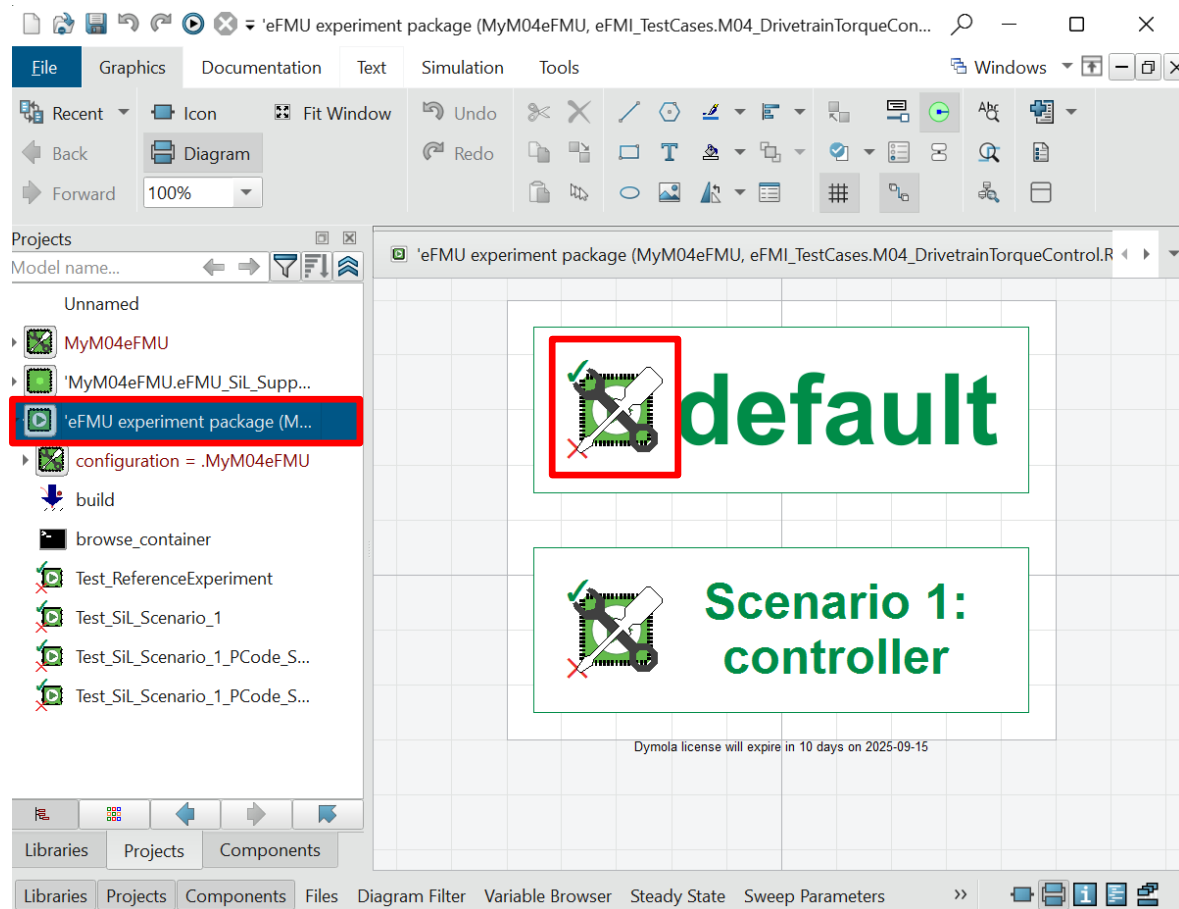 'eFMU experiment package (MyM04eFMU, eFMI_TestCases.M04_DrivetrainTorqueCon...
File Graphics Documentation Text Simulation Tools Windows
Recent Icon Fit Window Undo
Back Diagram Redo
Forward 100%
Projects
Model name...
'eFMU experiment package (MyM04eFMU, eFMI_TestCases.M04_DrivetrainTorqueControl.R
Unnamed
MyM04eFMU
'MyM04eFMU.eFMU_SiL_Supp...
'eFMU experiment package (M...
configuration = .MyM04eFMU
build
browse_container
Test_ReferenceExperiment
Test_SiL_Scenario_1
Test_SiL_Scenario_1_PCode_S...
Test_SiL_Scenario_1_PCode_S...
default
Scenario 1:
controller
Dymola license will expire in 10 days on 2025-09-15
Libraries Projects Components
Libraries Projects Components Files Diagram Filter Variable Browser Steady State Sweep Parameters